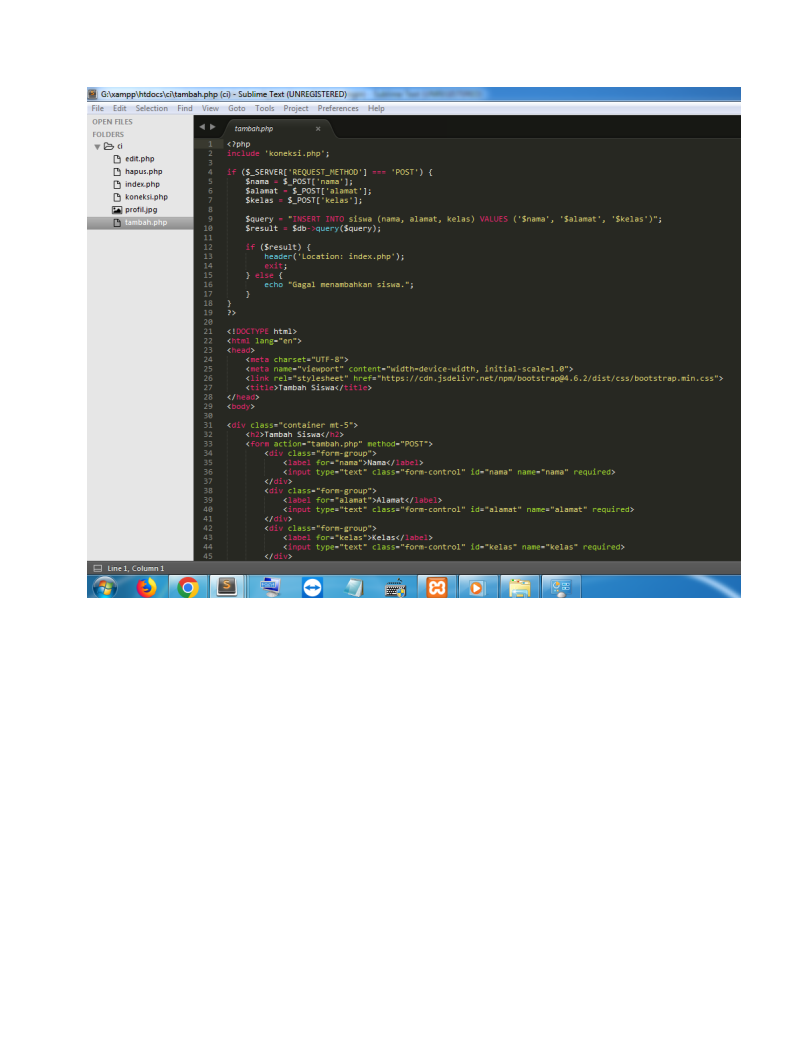 G:\xampp\htdocs\ci\tambah.php (ci) - Sublime Text (UNREGISTERED)
File Edit Selection Find View Goto Tools Project Preferences Help
OPEN FILES
FOLDERS
ci
edit.php
hapus.php
index.php
koneksi.php
profil.jpg
tambah.php
tambah.php ×
1 <?php
2 include 'koneksi.php';
3
4 if ($_SERVER['REQUEST_METHOD'] === 'POST') {
5 $nama = $_POST['nama'];
6 $alamat = $_POST['alamat'];
7 $kelas = $_POST['kelas'];
8
9 $query = "INSERT INTO siswa (nama, alamat, kelas) VALUES ('$nama', '$alamat', '$kelas')";
10 $result = $db->query($query);
11
12 if ($result) {
13 header('Location: index.php');
14 exit;
15 } else {
16 echo "Gagal menambahkan siswa.";
17 }
18 }
19 ?>
20
21 <!DOCTYPE html>
22 <html lang="en">
23 <head>
24 <meta charset="UTF-8">
25 <meta name="viewport" content="width=device-width, initial-scale=1.0">
26 <link rel="stylesheet" href="https://cdn.jsdelivr.net/npm/bootstrap@4.6.2/dist/css/bootstrap.min.css">
27 <title>Tambah Siswa</title>
28 </head>
29 <body>
30
31 <div class="container mt-5">
32 <h2>Tambah Siswa</h2>
33 <form action="tambah.php" method="POST">
34 <div class="form-group">
35 <label for="nama">Nama</label>
36 <input type="text" class="form-control" id="nama" name="nama" required>
37 </div>
38 <div class="form-group">
39 <label for="alamat">Alamat</label>
40 <input type="text" class="form-control" id="alamat" name="alamat" required>
41 </div>
42 <div class="form-group">
43 <label for="kelas">Kelas</label>
44 <input type="text" class="form-control" id="kelas" name="kelas" required>
45 </div>
Line 1, Column 1